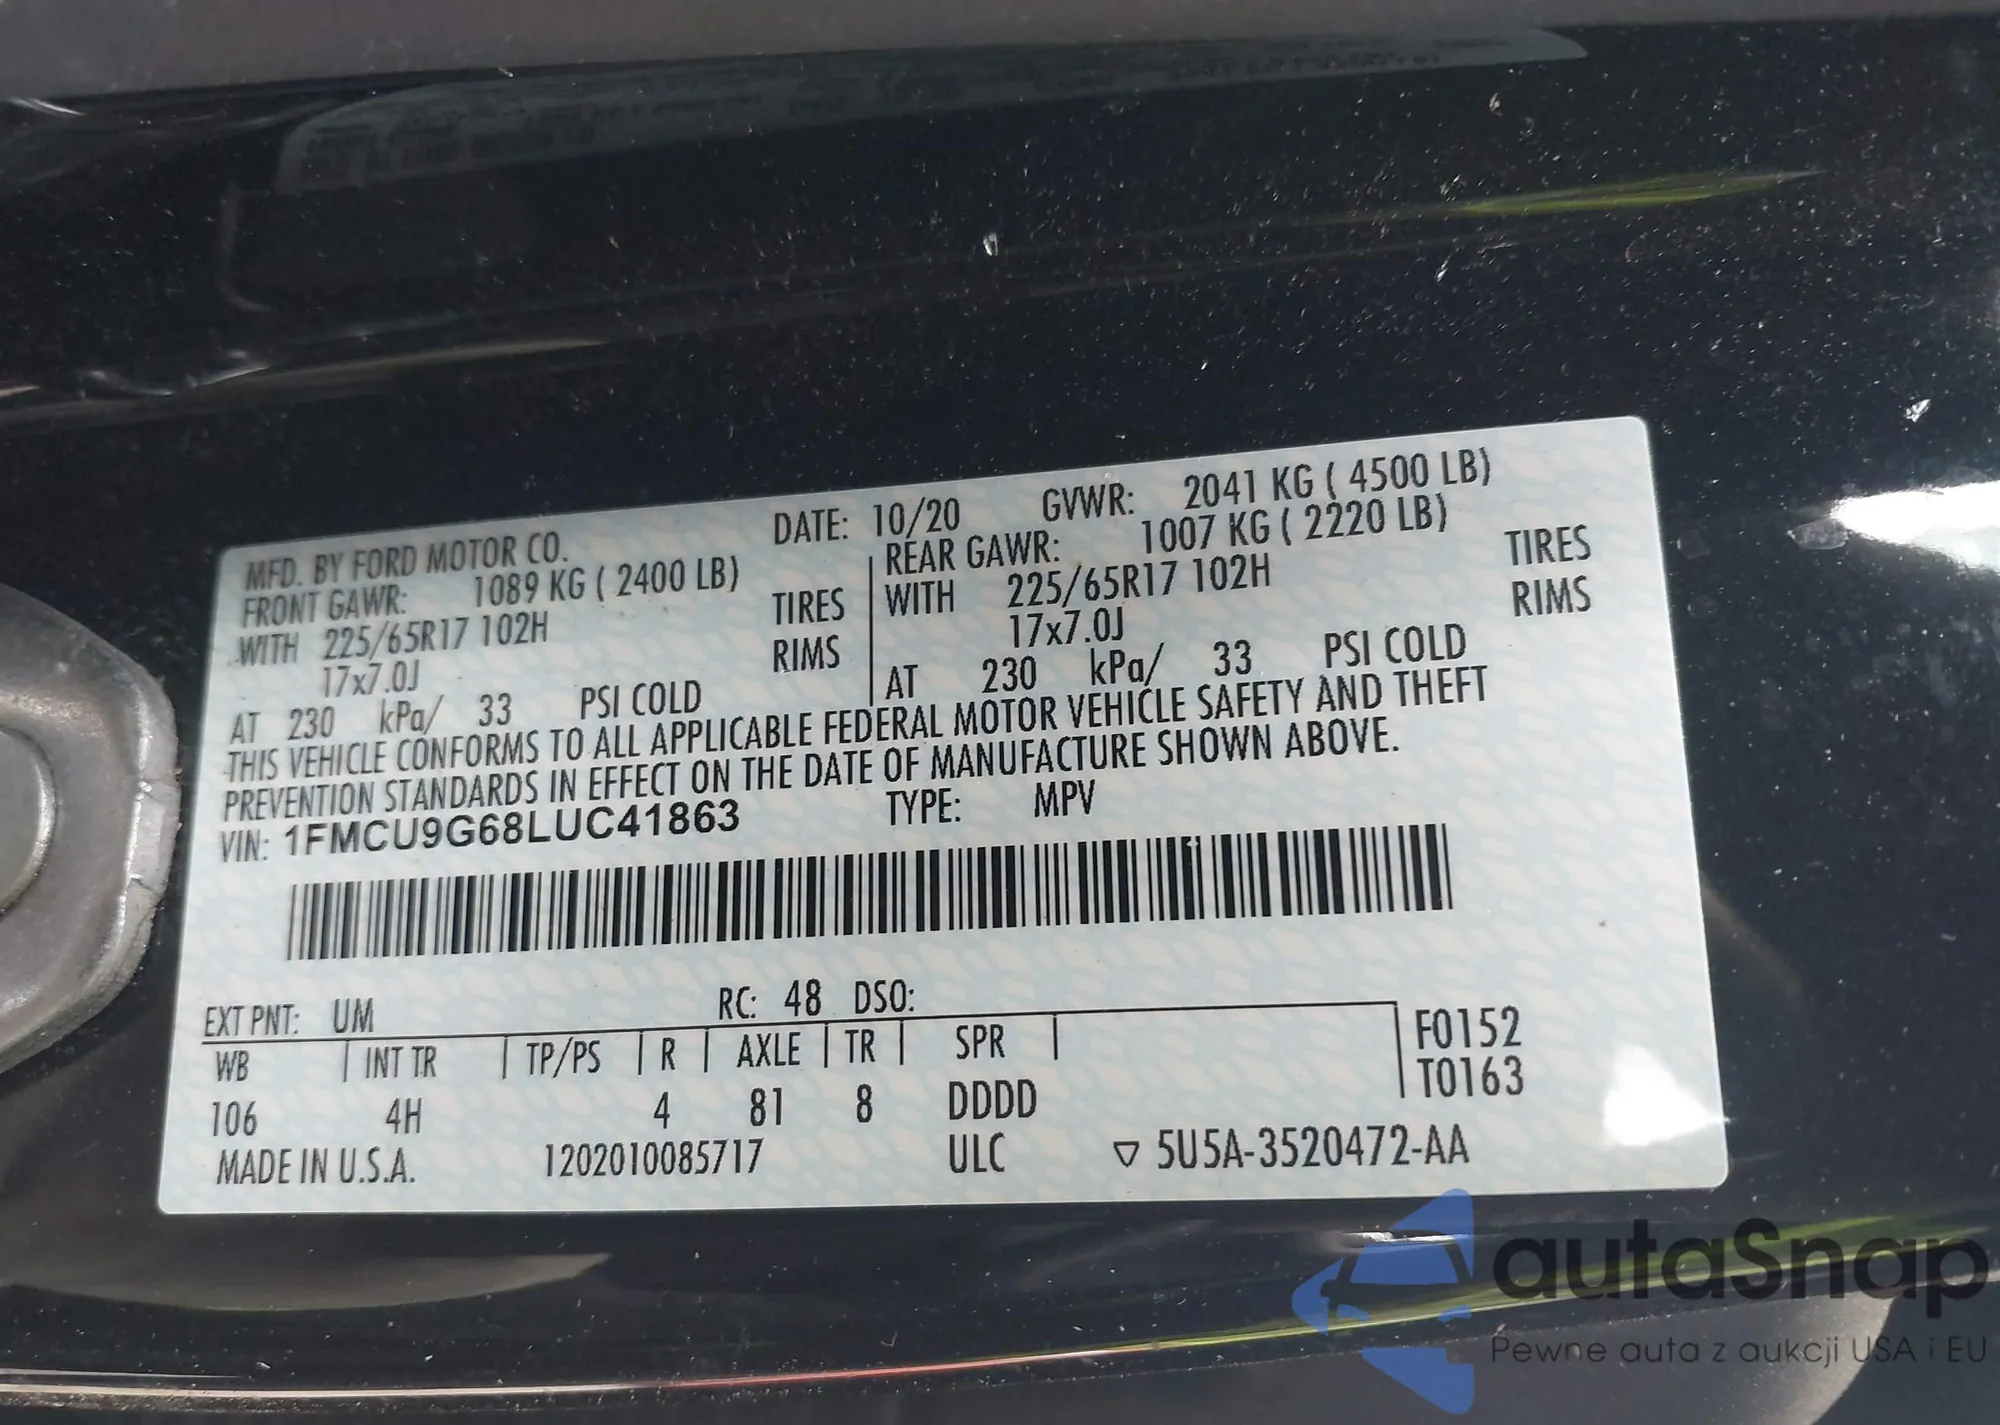 MFD. BY FORD MOTOR CO. DATE: 10/20 GVWR: 2041 KG ( 4500 LB)
FRONT GAWR: 1089 KG ( 2400 LB) REAR GAWR: 1007 KG ( 2220 LB)
WITH 225/65R17 102H TIRES WITH 225/65R17 102H TIRES
17x7.0J RIMS 17x7.0J RIMS
AT 230 kPa/ 33 PSI COLD AT 230 kPa/ 33 PSI COLD
THIS VEHICLE CONFORMS TO ALL APPLICABLE FEDERAL MOTOR VEHICLE SAFETY AND THEFT
PREVENTION STANDARDS IN EFFECT ON THE DATE OF MANUFACTURE SHOWN ABOVE.
VIN: 1FMCU9G68LUC41863 TYPE: MPV
EXT PNT: UM RC: 48 DSO:
WB INT TR TP/PS R AXLE TR SPR F0152
T0163
106 4H 4 81 8 DDDD
MADE IN U.S.A. 1202010085717 ULC ▽ 5U5A-3520472-AA
autaSnap
Pewne auta z aukcji USA i EU